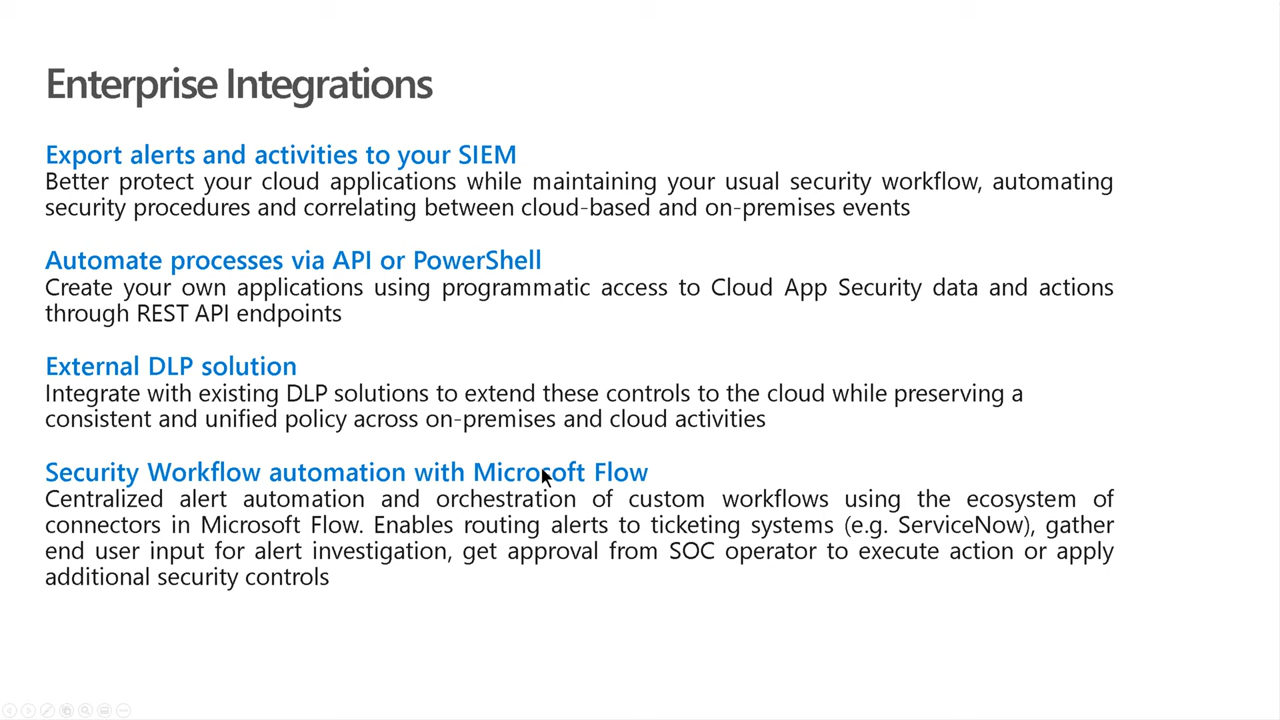 Enterprise Integrations
Export alerts and activities to your SIEM
Better protect your cloud applications while maintaining your usual security workflow, automating
security procedures and correlating between cloud-based and on-premises events
Automate processes via API or PowerShell
Create your own applications using programmatic access to Cloud App Security data and actions
through REST API endpoints
External DLP solution
Integrate with existing DLP solutions to extend these controls to the cloud while preserving a
consistent and unified policy across on-premises and cloud activities
Security Workflow automation with Microsoft Flow
Centralized alert automation and orchestration of custom workflows using the ecosystem of
connectors in Microsoft Flow. Enables routing alerts to ticketing systems (e.g. ServiceNow), gather
end user input for alert investigation, get approval from SOC operator to execute action or apply
additional security controls